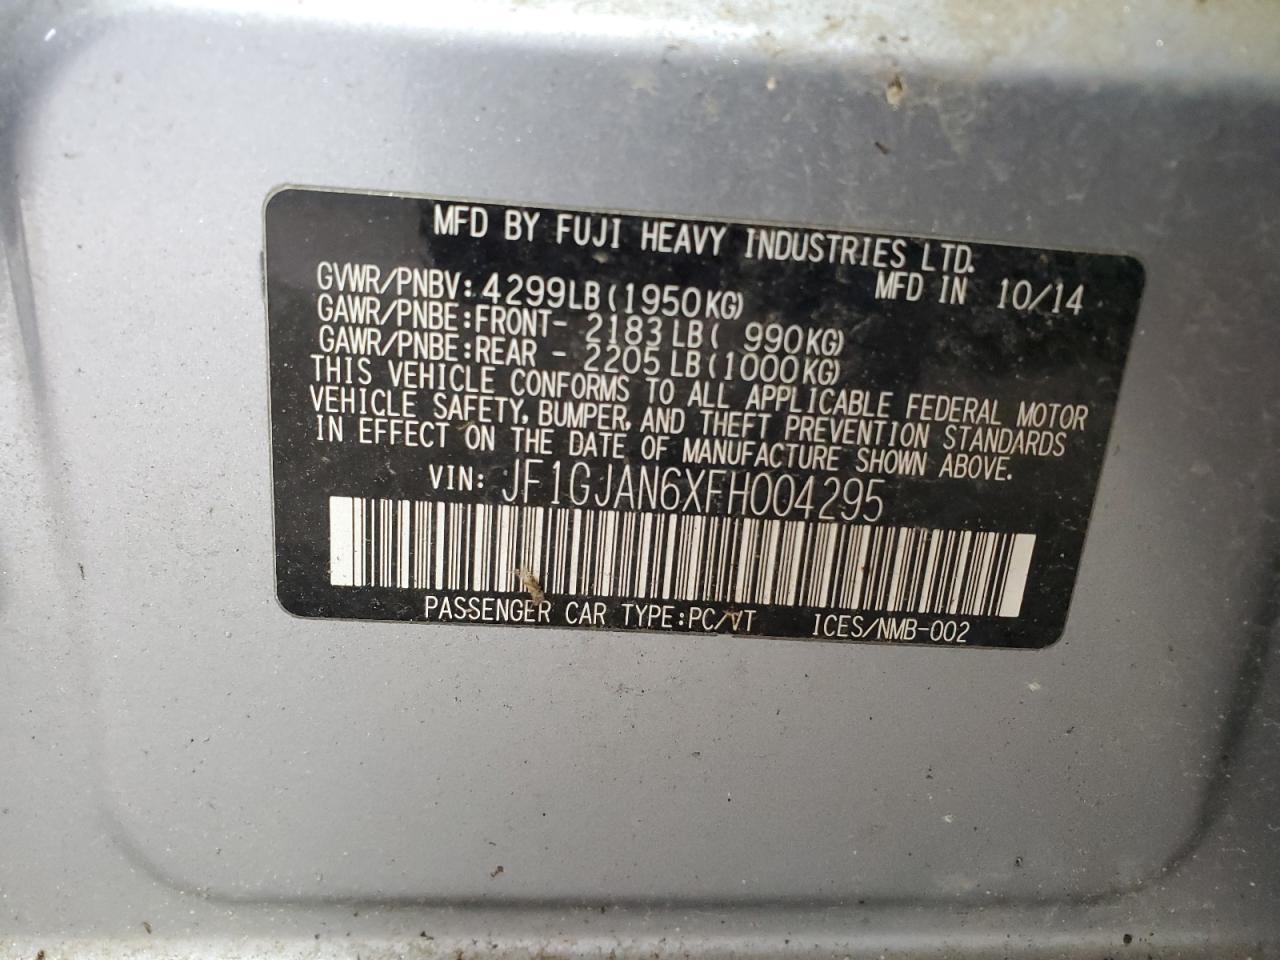 MFD BY FUJI HEAVY INDUSTRIES LTD.
MFD IN 10/14
GVWR/PNBV: 4299LB(1950KG)
GAWR/PNBE:FRONT- 2183LB( 990KG)
GAWR/PNBE:REAR - 2205LB(1000KG)
THIS VEHICLE CONFORMS TO ALL APPLICABLE FEDERAL MOTOR
VEHICLE SAFETY, BUMPER, AND THEFT PREVENTION STANDARDS
IN EFFECT ON THE DATE OF MANUFACTURE SHOWN ABOVE.
VIN: JF1GJAN6XFH004295
PASSENGER CAR TYPE:PC/VT ICES/NMB-002